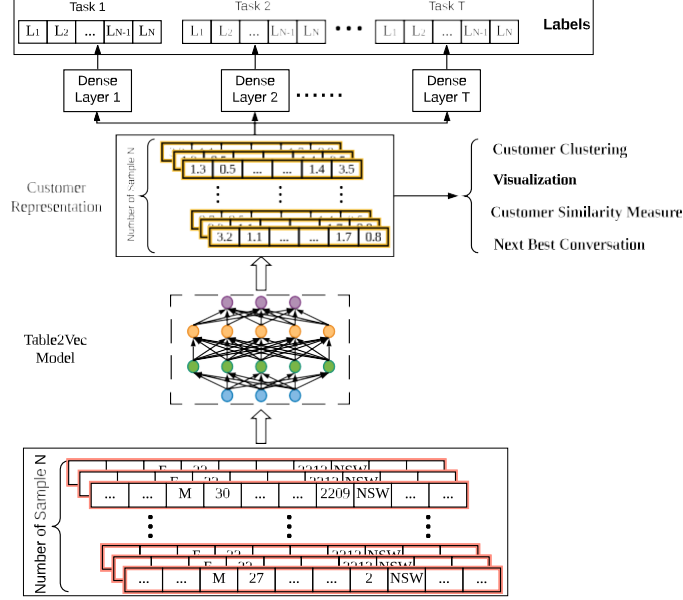 Task 1 Task 2 Task T
L1 L2 ... LN-1 LN L1 L2 ... LN-1 LN L1 L2 ... LN-1 LN Labels
Dense Layer 1
Dense Layer 2
......
Dense Layer T
Customer Representation
Number of Sample N
1.3 0.5 ... ... 1.4 3.5
3.2 1.1 ... ... 1.7 0.8
Customer Clustering
Visualization
Customer Similarity Measure
Next Best Conversation
Table2Vec
Model
Number of Sample N
... ... M 30 ... ... 2209 NSW ... ...
... ... M 27 ... ... 2 NSW ... ...